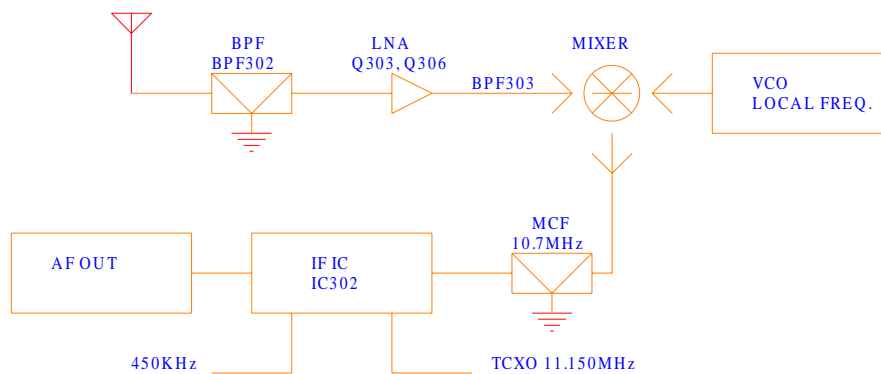 BPF
BPF302
LNA
Q303, Q306
BPF303
MIXER
VCO
LOCAL FREQ.
MCF
10.7MHz
AF OUT
IF IC
IC302
450KHz
TCXO 11.150MHz